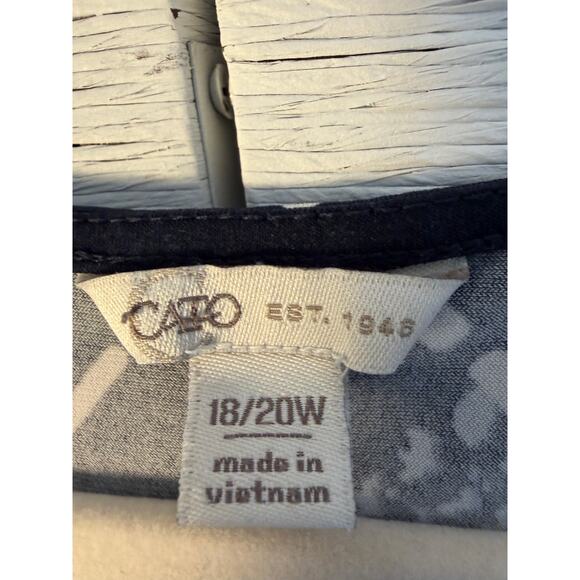 CATO EST. 1946
18/20W
made in
vietnam